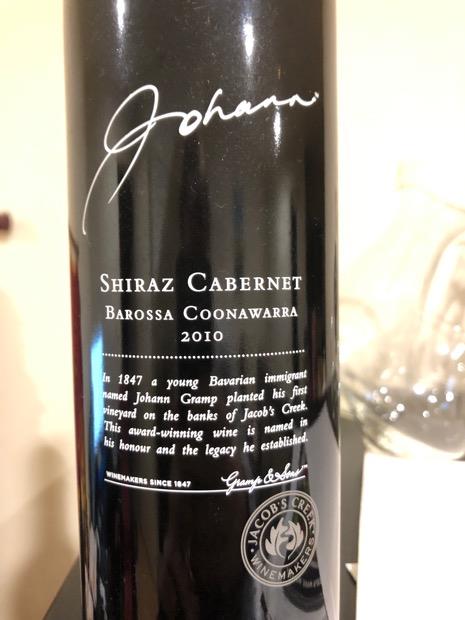 Johann
SHIRAZ CABERNET
BAROSSA COONAWARRA
2010
In 1847 a young Bavarian immigrant
named Johann Gramp planted his first
vineyard on the banks of Jacob's Creek.
This award-winning wine is named in
his honour and the legacy he established.
WINEMAKERS SINCE 1847 Gramp & Sons™
JACOB'S CREEK
WINEMAKERS